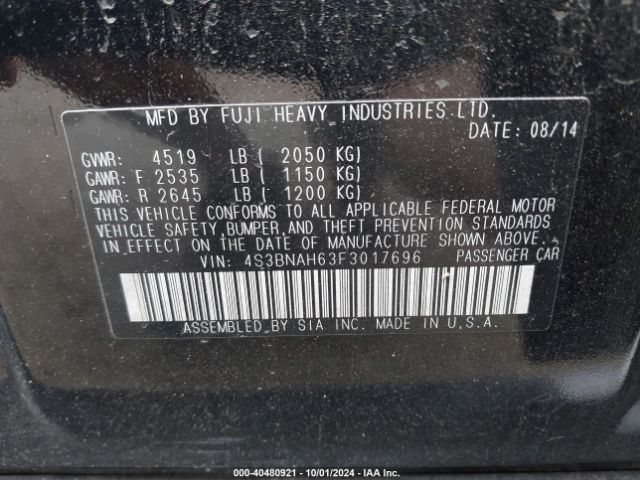 MFD BY FUJI HEAVY INDUSTRIES LTD.
DATE: 08/14
GVWR: 4519 LB ( 2050 KG)
GAWR: F 2535 LB ( 1150 KG)
GAWR: R 2645 LB ( 1200 KG)
THIS VEHICLE CONFORMS TO ALL APPLICABLE FEDERAL MOTOR
VEHICLE SAFETY, BUMPER, AND THEFT PREVENTION STANDARDS
IN EFFECT ON THE DATE OF MANUFACTURE SHOWN ABOVE.
VIN: 4S3BNAH63F3017696 PASSENGER CAR
ASSEMBLED BY SIA INC. MADE IN U.S.A.
000-40480921 - 10/01/2024 - IAA Inc.